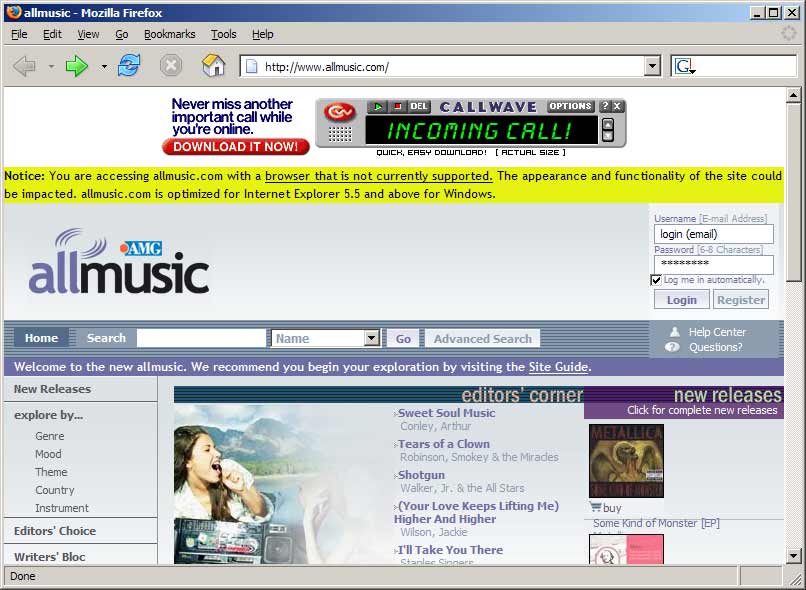 allmusic - Mozilla Firefox
File Edit View Go Bookmarks Tools Help
http://www.allmusic.com/
G
Never miss another
important call while
you're online.
DOWNLOAD IT NOW!
DEL CALLWAVE OPTIONS ? X
INCOMING CALL!
QUICK, EASY DOWNLOAD! [ ACTUAL SIZE ]
Notice: You are accessing allmusic.com with a browser that is not currently supported. The appearance and functionality of the site could
be impacted. allmusic.com is optimized for Internet Explorer 5.5 and above for Windows.
AMG
allmusic
Username [E-mail Address]
login (email)
Password [6-8 Characters]
********
Log me in automatically.
Login Register
Home Search Name Go Advanced Search
Help Center
? Questions?
Welcome to the new allmusic. We recommend you begin your exploration by visiting the Site Guide.
New Releases
explore by...
Genre
Mood
Theme
Country
Instrument
Editors' Choice
Writers' Bloc
editors' corner
Sweet Soul Music
Conley, Arthur
Tears of a Clown
Robinson, Smokey & the Miracles
Shotgun
Walker, Jr. & the All Stars
(Your Love Keeps Lifting Me)
Higher And Higher
Wilson, Jackie
I'll Take You There
Staples Singers
new releases
Click for complete new releases
METALLICA
buy
Some Kind of Monster [EP]
Metallica
Done